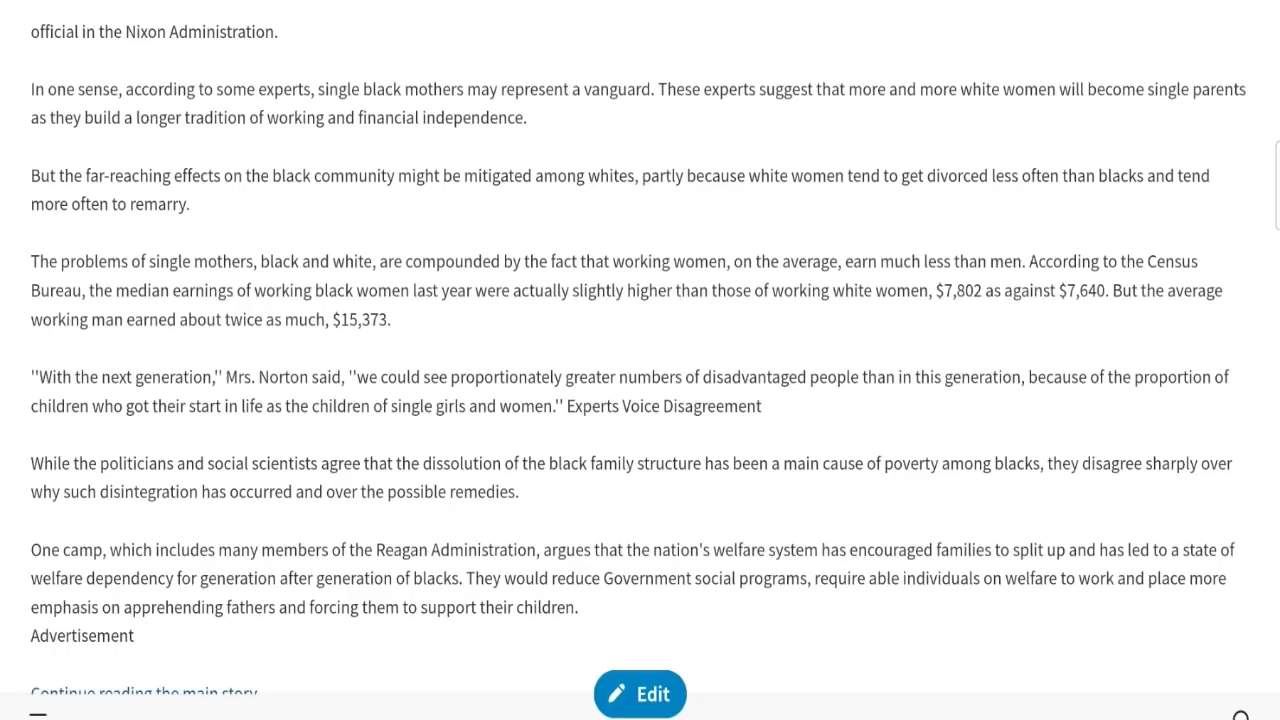 official in the Nixon Administration.
In one sense, according to some experts, single black mothers may represent a vanguard. These experts suggest that more and more white women will become single parents
as they build a longer tradition of working and financial independence.
But the far-reaching effects on the black community might be mitigated among whites, partly because white women tend to get divorced less often than blacks and tend
more often to remarry.
The problems of single mothers, black and white, are compounded by the fact that working women, on the average, earn much less than men. According to the Census
Bureau, the median earnings of working black women last year were actually slightly higher than those of working white women, $7,802 as against $7,640. But the average
working man earned about twice as much, $15,373.
''With the next generation,'' Mrs. Norton said, ''we could see proportionately greater numbers of disadvantaged people than in this generation, because of the proportion of
children who got their start in life as the children of single girls and women.'' Experts Voice Disagreement
While the politicians and social scientists agree that the dissolution of the black family structure has been a main cause of poverty among blacks, they disagree sharply over
why such disintegration has occurred and over the possible remedies.
One camp, which includes many members of the Reagan Administration, argues that the nation's welfare system has encouraged families to split up and has led to a state of
welfare dependency for generation after generation of blacks. They would reduce Government social programs, require able individuals on welfare to work and place more
emphasis on apprehending fathers and forcing them to support their children.
Advertisement
Continue reading the main story
Edit